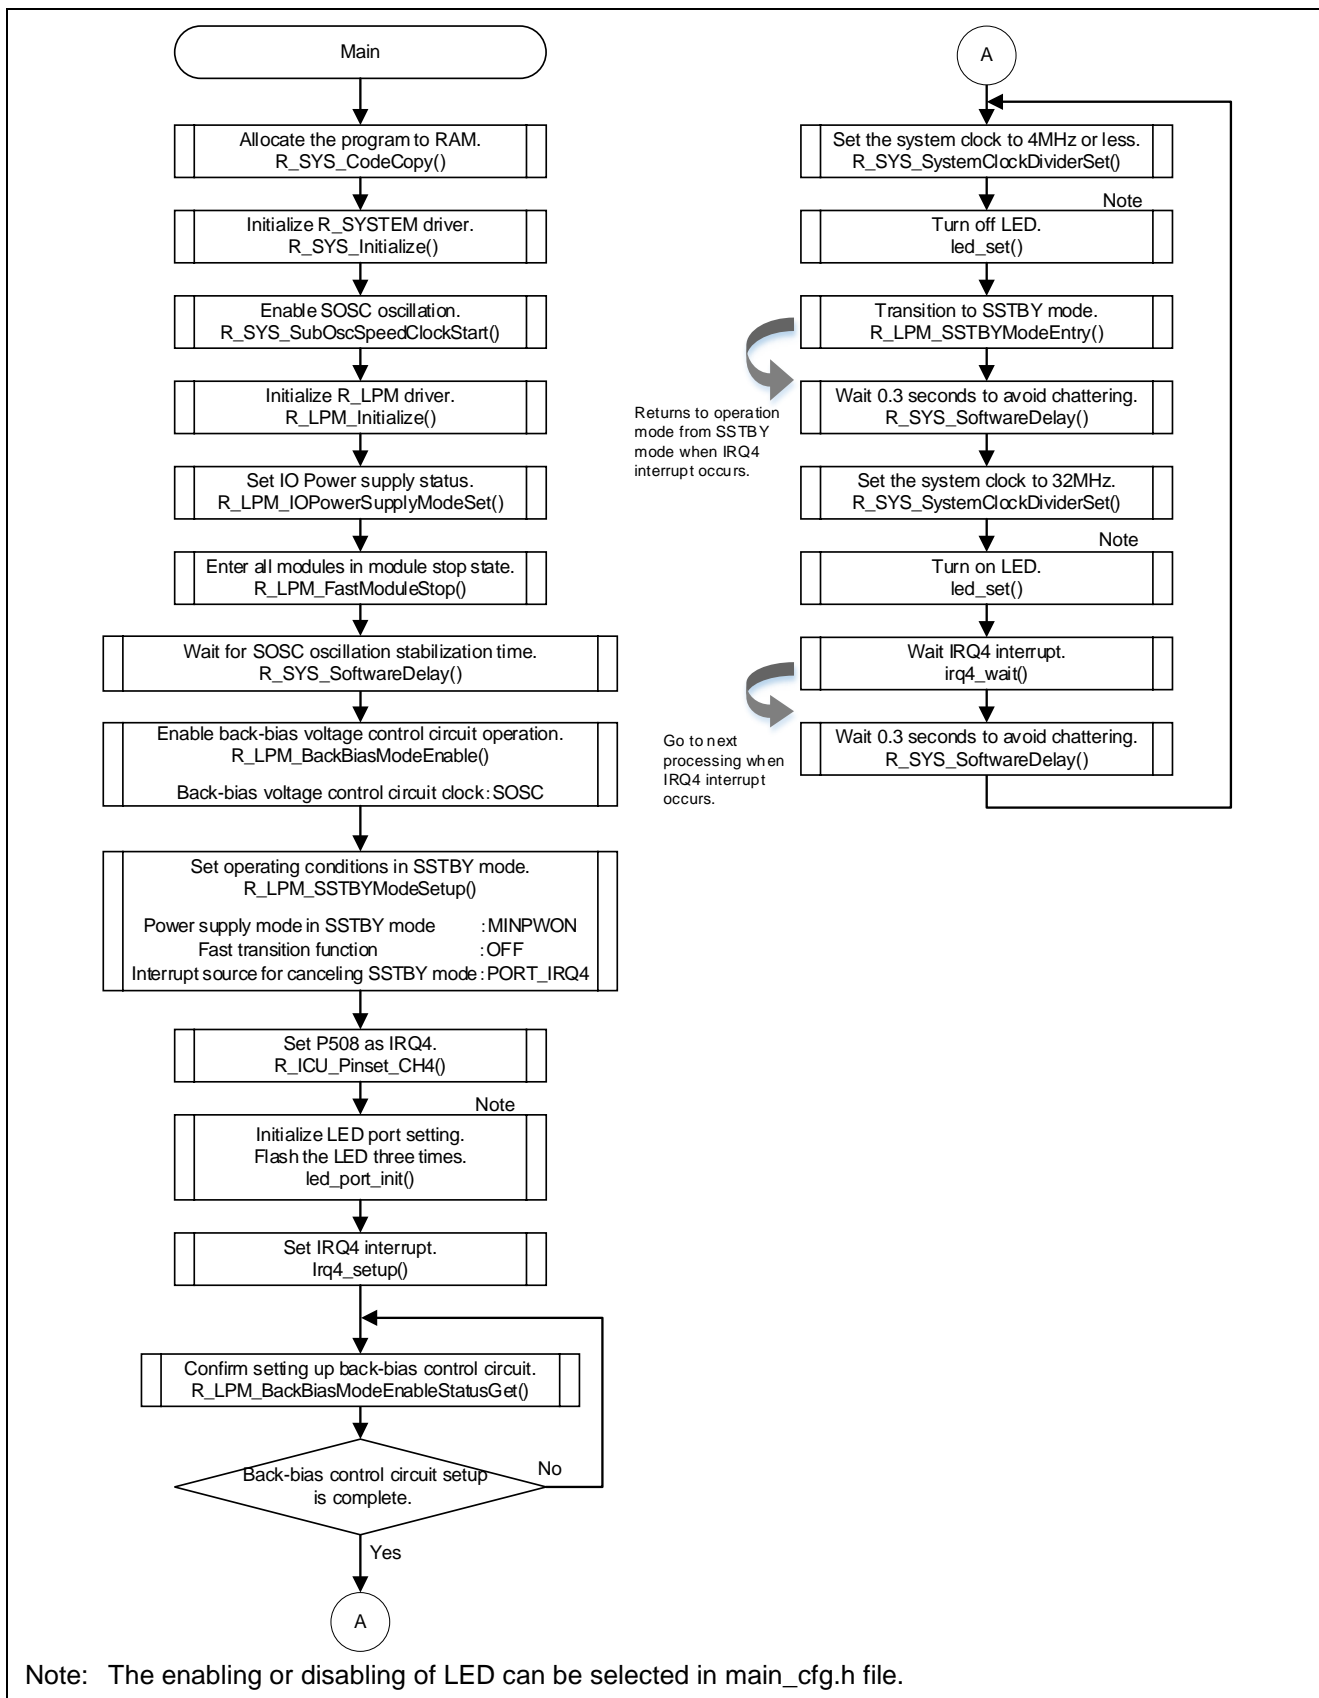 Main
Allocate the program to RAM.
R_SYS_CodeCopy()
Initialize R_SYSTEM driver.
R_SYS_Initialize()
Enable SOSC oscillation.
R_SYS_SubOscSpeedClockStart()
Initialize R_LPM driver.
R_LPM_Initialize()
Set IO Power supply status.
R_LPM_IOPowerSupplyModeSet()
Enter all modules in module stop state.
R_LPM_FastModuleStop()
Wait for SOSC oscillation stabilization time.
R_SYS_SoftwareDelay()
Enable back-bias voltage control circuit operation.
R_LPM_BackBiasModeEnable()
Back-bias voltage control circuit clock:SOSC
Set operating conditions in SSTBY mode.
R_LPM_SSTBYModeSetup()
Power supply mode in SSTBY mode :MINPWON
Fast transition function :OFF
Interrupt source for canceling SSTBY mode:PORT_IRQ4
Set P508 as IRQ4.
R_ICU_Pinset_CH4()
Note
Initialize LED port setting.
Flash the LED three times.
led_port_init()
Set IRQ4 interrupt.
Irq4_setup()
Confirm setting up back-bias control circuit.
R_LPM_BackBiasModeEnableStatusGet()
Back-bias control circuit setup
is complete.
No
Yes
A
A
Set the system clock to 4MHz or less.
R_SYS_SystemClockDividerSet()
Note
Turn off LED.
led_set()
Transition to SSTBY mode.
R_LPM_SSTBYModeEntry()
Returns to operation
mode from SSTBY
mode when IRQ4
interrupt occurs.
Wait 0.3 seconds to avoid chattering.
R_SYS_SoftwareDelay()
Set the system clock to 32MHz.
R_SYS_SystemClockDividerSet()
Note
Turn on LED.
led_set()
Wait IRQ4 interrupt.
irq4_wait()
Go to next
processing when
IRQ4 interrupt
occurs.
Wait 0.3 seconds to avoid chattering.
R_SYS_SoftwareDelay()
Note: The enabling or disabling of LED can be selected in main_cfg.h file.